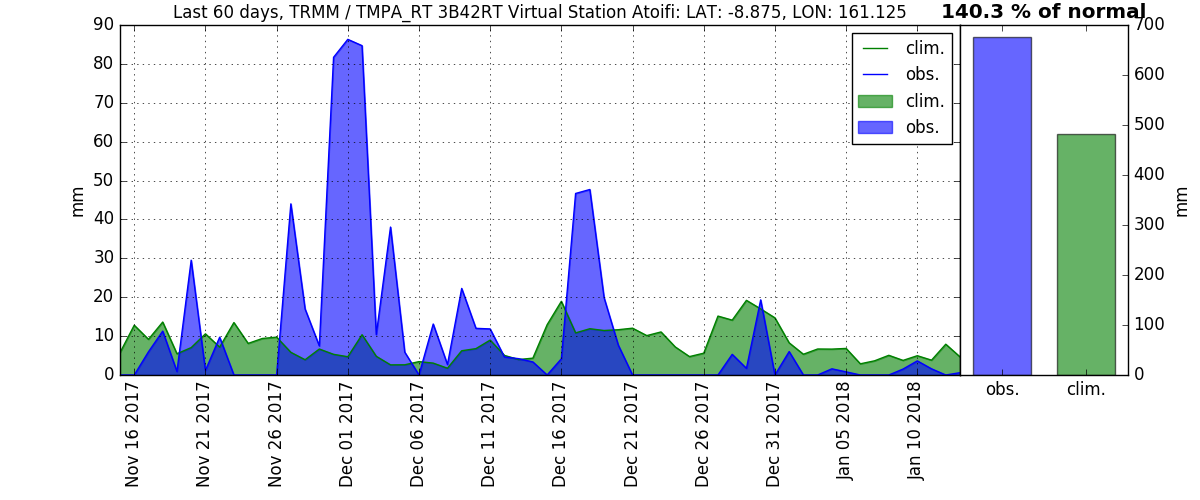 Last 60 days, TRMM / TMPA_RT 3B42RT Virtual Station Atoifi: LAT: -8.875, LON: 161.125
140.3 % of normal
90
80
70
60
50
40
30
20
10
0
mm
clim.
obs.
clim.
obs.
Nov 16 2017
Nov 21 2017
Nov 26 2017
Dec 01 2017
Dec 06 2017
Dec 11 2017
Dec 16 2017
Dec 21 2017
Dec 26 2017
Dec 31 2017
Jan 05 2018
Jan 10 2018
700
600
500
400
300
200
100
0
mm
obs.
clim.